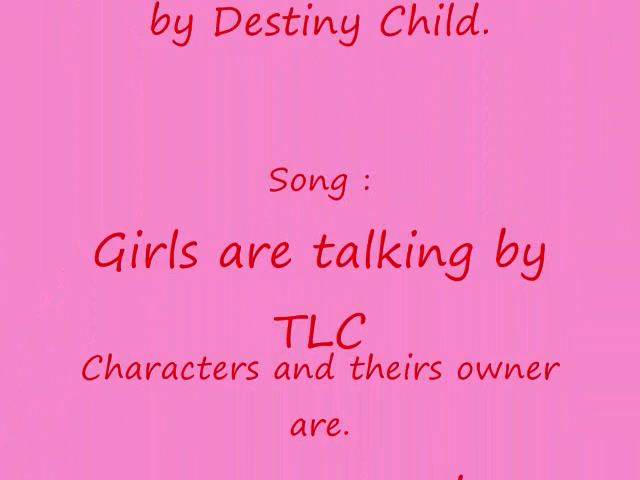 by Destiny Child.
Song :
Girls are talking by
TLC
Characters and theirs owner
are.